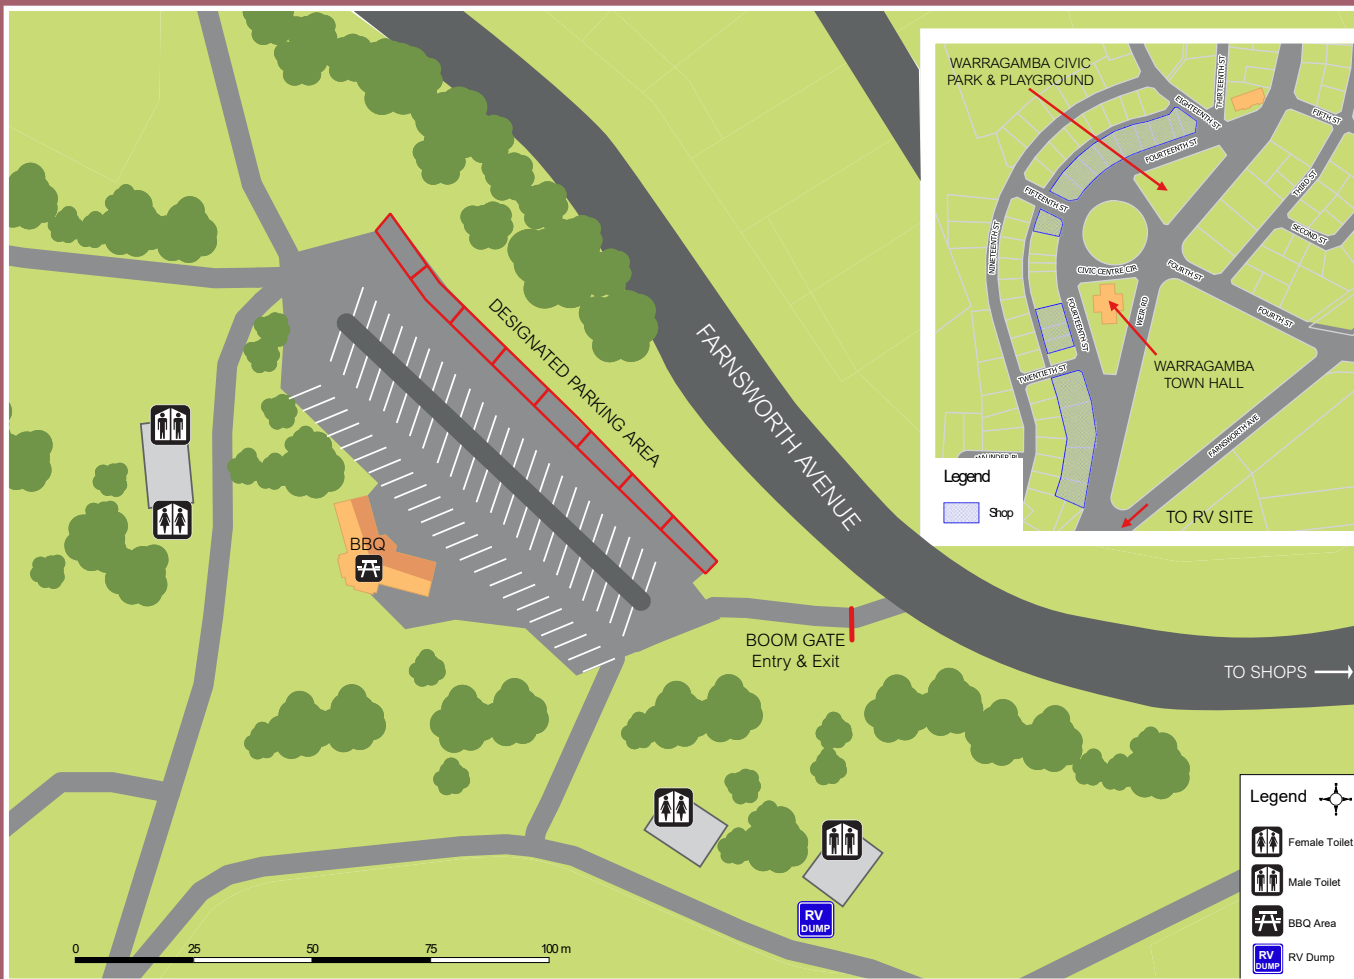 WARRAGAMBA CIVIC
PARK & PLAYGROUND
THIRTEENTH ST
EIGHTEENTH ST
FIFTH ST
FOURTEENTH ST
THIRD ST
FIFTEENTH ST
SECOND ST
NINETEENTH ST
CIVIC CENTRE CIR
FOURTH ST
FOURTEENTH ST
WEIR RD
FOURTH ST
WARRAGAMBA
TOWN HALL
TWENTIETH ST
FARNSWORTH AVE
Legend
Shop
TO RV SITE
DESIGNATED PARKING AREA
FARNSWORTH AVENUE
BBQ
BOOM GATE
Entry & Exit
TO SHOPS
RV
DUMP
Legend
Female Toilet
Male Toilet
BBQ Area
RV
DUMP
RV Dump
0 25 50 75 100 m